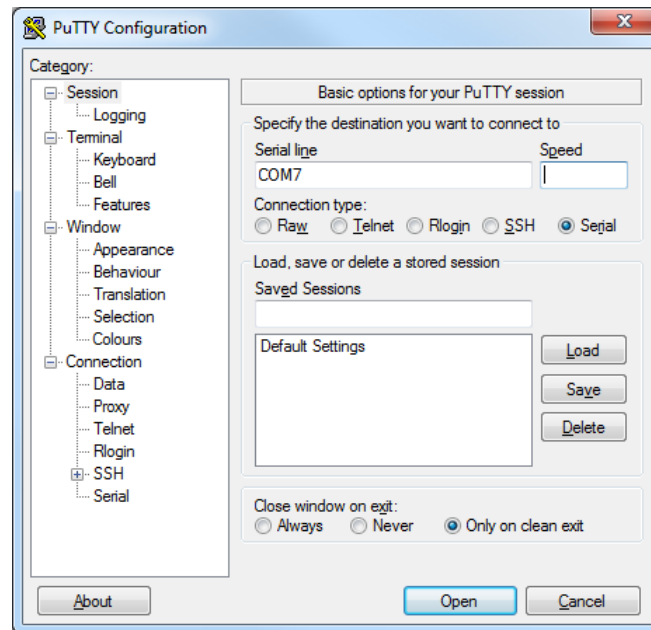 PuTTY Configuration
Category:
Session
Logging
Terminal
Keyboard
Bell
Features
Window
Appearance
Behaviour
Translation
Selection
Colours
Connection
Data
Proxy
Telnet
Rlogin
SSH
Serial
Basic options for your PuTTY session
Specify the destination you want to connect to
Serial line Speed
COM7
Connection type:
Raw Telnet Rlogin SSH Serial
Load, save or delete a stored session
Saved Sessions
Default Settings
Load
Save
Delete
Close window on exit:
Always Never Only on clean exit
About Open Cancel